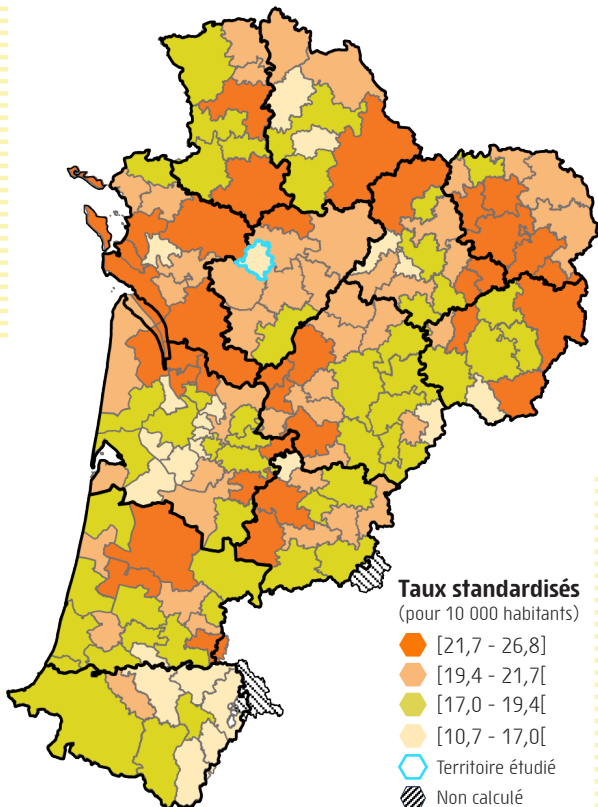 Taux standardisés
(pour 10 000 habitants)
[21,7 - 26,8]
[19,4 - 21,7[
[17,0 - 19,4[
[10,7 - 17,0[
Territoire étudié
Non calculé